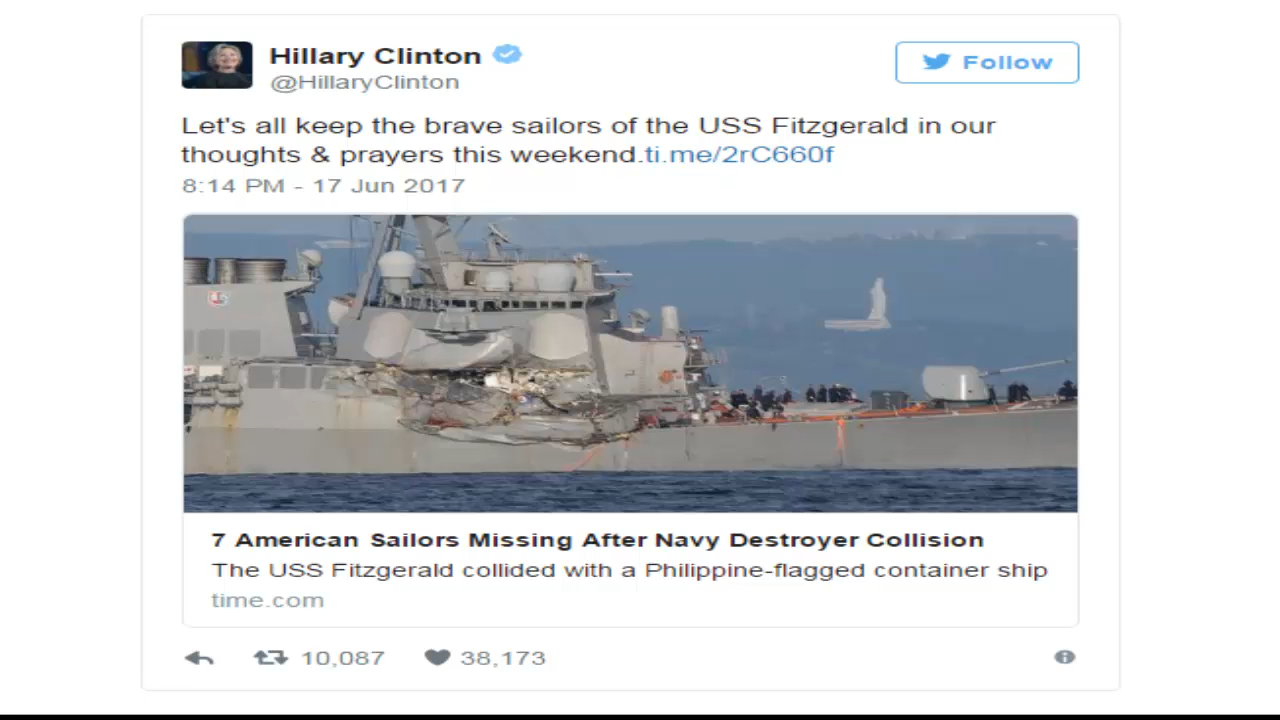 Hillary Clinton
@HillaryClinton
Follow
Let's all keep the brave sailors of the USS Fitzgerald in our
thoughts & prayers this weekend.ti.me/2rC660f
8:14 PM - 17 Jun 2017
7 American Sailors Missing After Navy Destroyer Collision
The USS Fitzgerald collided with a Philippine-flagged container ship
time.com
10,087
38,173